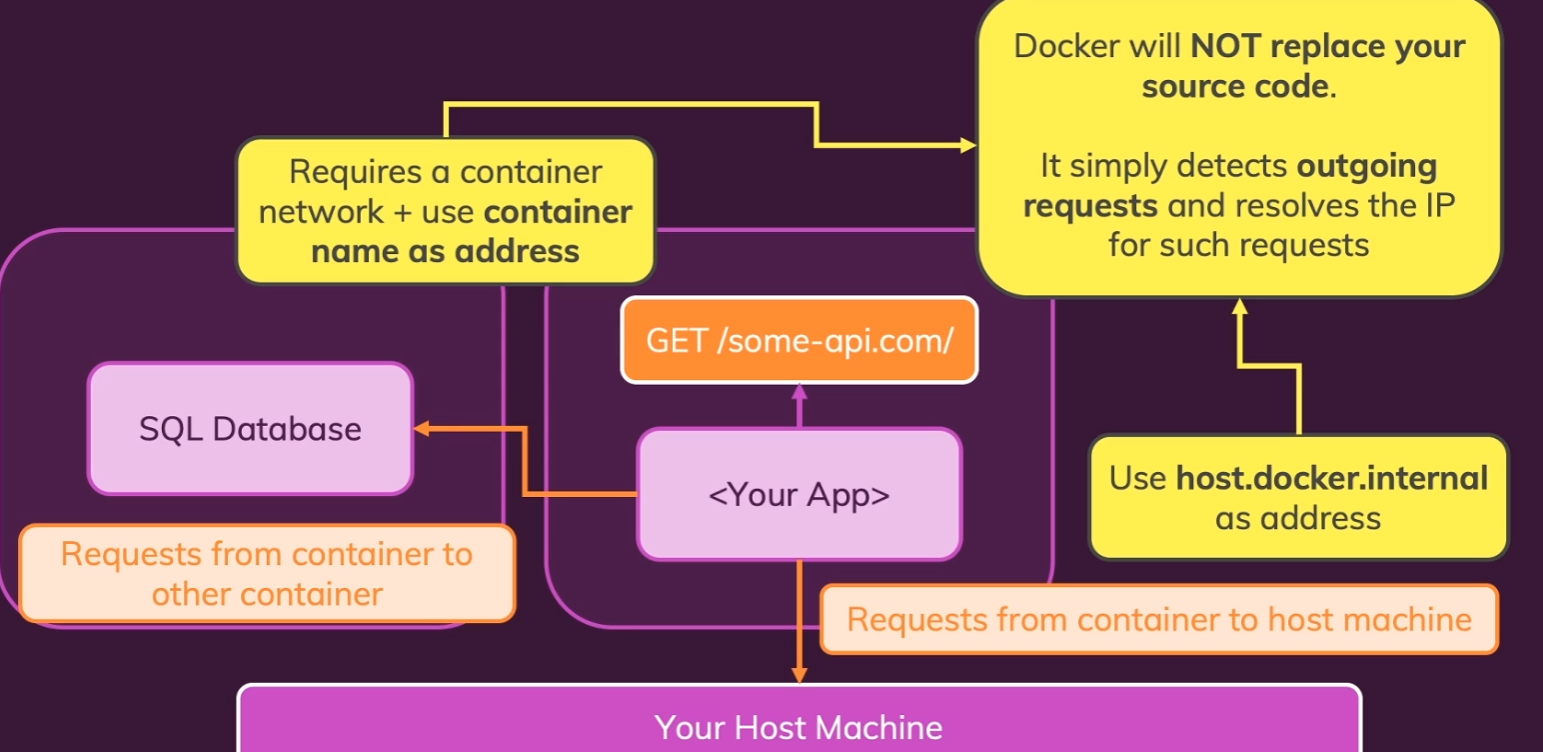 Docker will NOT replace your
source code.
It simply detects outgoing
requests and resolves the IP
for such requests
Requires a container
network + use container
name as address
GET /some-api.com/
SQL Database
<Your App>
Use host.docker.internal
as address
Requests from container to
other container
Requests from container to host machine
Your Host Machine